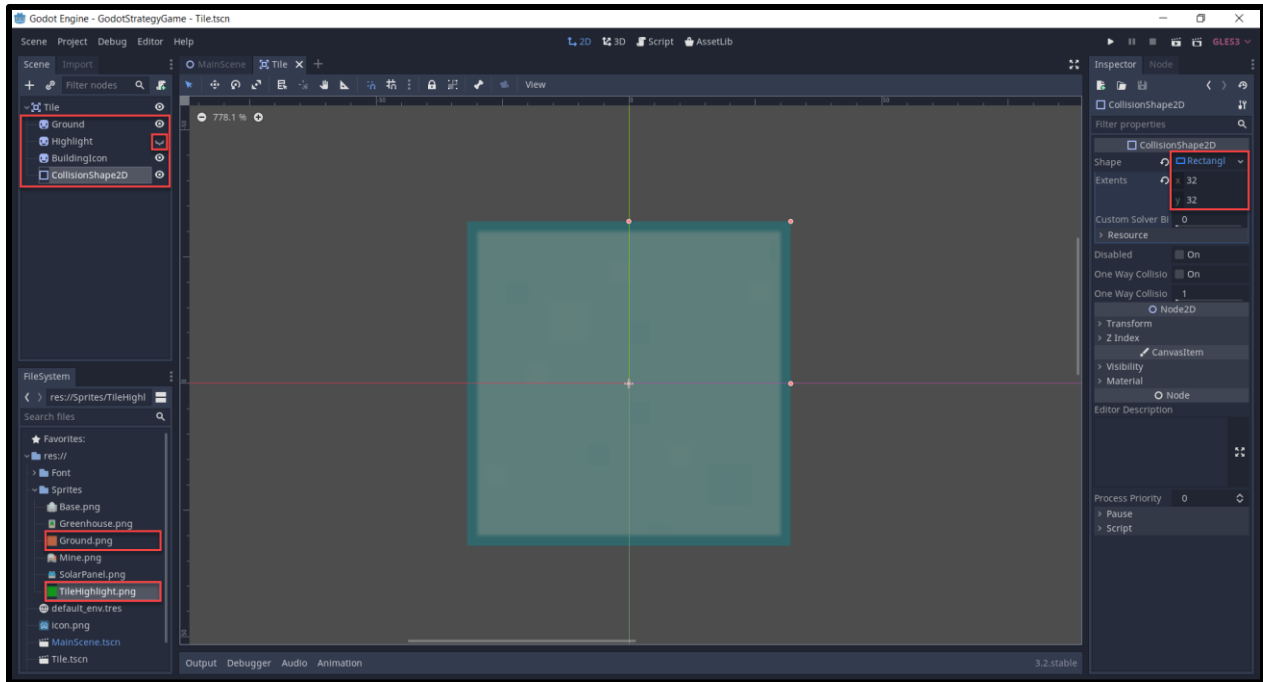 Godot Engine - GodotStrategyGame - Tile.tscn
Scene Project Debug Editor Help
2D 3D Script AssetLib
GLES3
Scene Import
MainScene Tile
Inspector Node
Filter nodes
View
Tile
Ground
Highlight
BuildingIcon
CollisionShape2D
778.1 %
50
0
50
CollisionShape2D
Filter properties
CollisionShape2D
Shape Rectangl
Extents x 32
y 32
Custom Solver Bi 0
Resource
Disabled On
One Way Collisio On
One Way Collisio 1
Node2D
Transform
Z Index
CanvasItem
Visibility
Material
Node
Editor Description
Process Priority 0
Pause
Script
FileSystem
res://Sprites/TileHighl
Search files
Favorites:
res://
Font
Sprites
Base.png
Greenhouse.png
Ground.png
Mine.png
SolarPanel.png
TileHighlight.png
default_env.tres
icon.png
MainScene.tscn
Tile.tscn
Output Debugger Audio Animation
3.2.stable